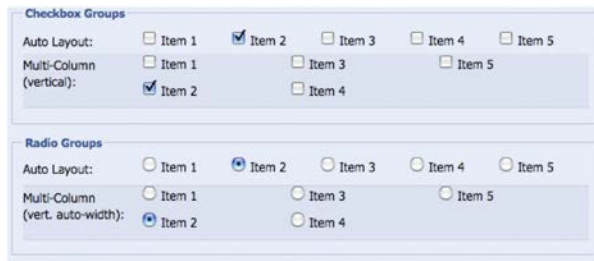 Checkbox Groups
Auto Layout: Item 1 Item 2 Item 3 Item 4 Item 5
Multi-Column Item 1 Item 3 Item 5
(vertical): Item 2 Item 4
Radio Groups
Auto Layout: Item 1 Item 2 Item 3 Item 4 Item 5
Multi-Column Item 1 Item 3 Item 5
(vert. auto-width): Item 2 Item 4